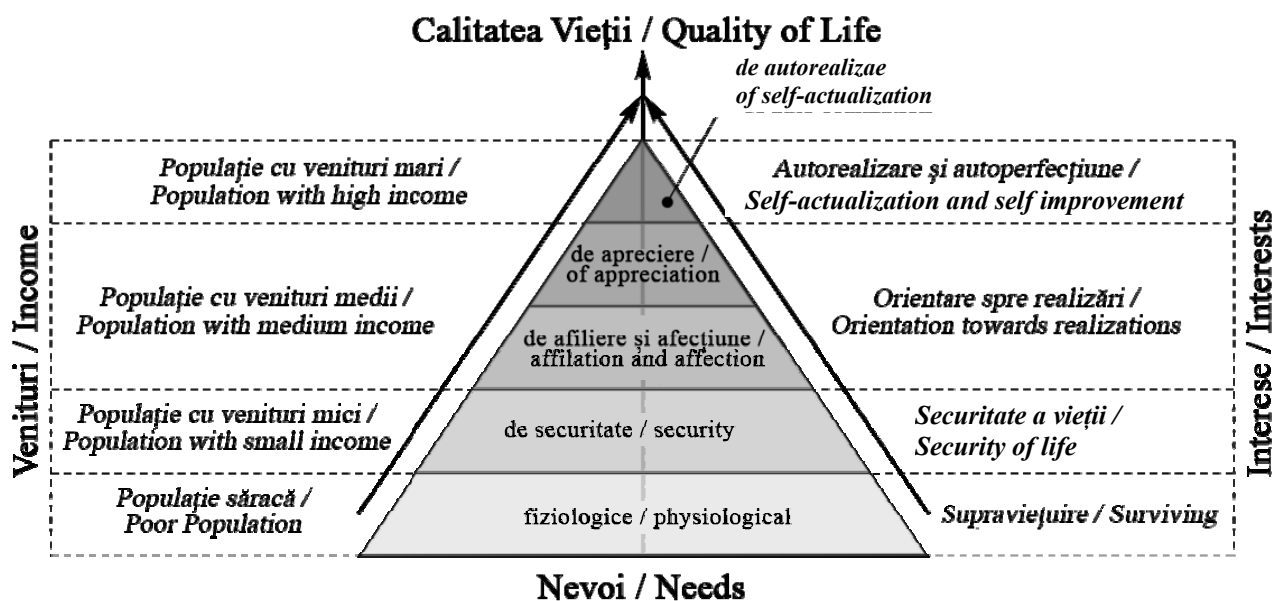 Calitatea Vieţii / Quality of Life
de autorealizae
of self-actualization
Populaţie cu venituri mari /
Population with high income
Autorealizare şi autoperfecţiune /
Self-actualization and self improvement
de apreciere /
of appreciation
Populaţie cu venituri medii /
Population with medium income
Orientare spre realizări /
Orientation towards realizations
de afiliere şi afecţiune /
affilation and affection
Populaţie cu venituri mici /
Population with small income
de securitate / security
Securitate a vieţii /
Security of life
Populaţie săracă /
Poor Population
fiziologice / physiological
Supravieţuire / Surviving
Venituri / Income
Interese / Interests
Nevoi / Needs